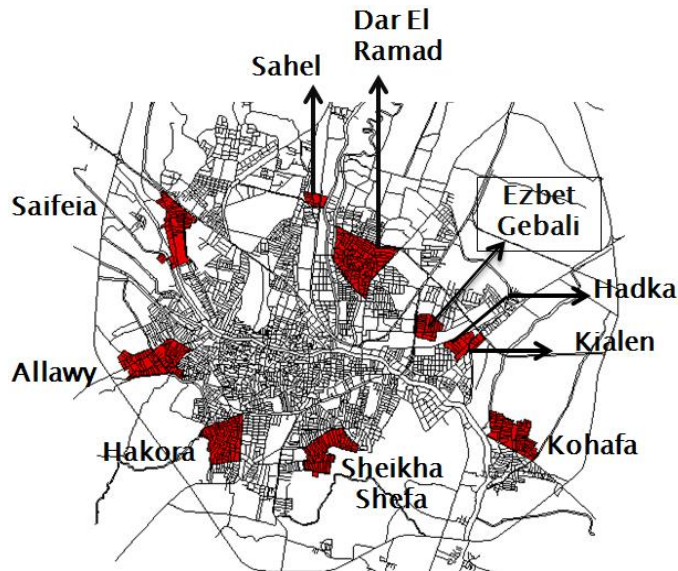 Dar El
Ramad
Sahel
Ezbet
Gebali
Saifeia
Hadka
Kialen
Allawy
Hakora
Kohafa
Sheikha
Shefa